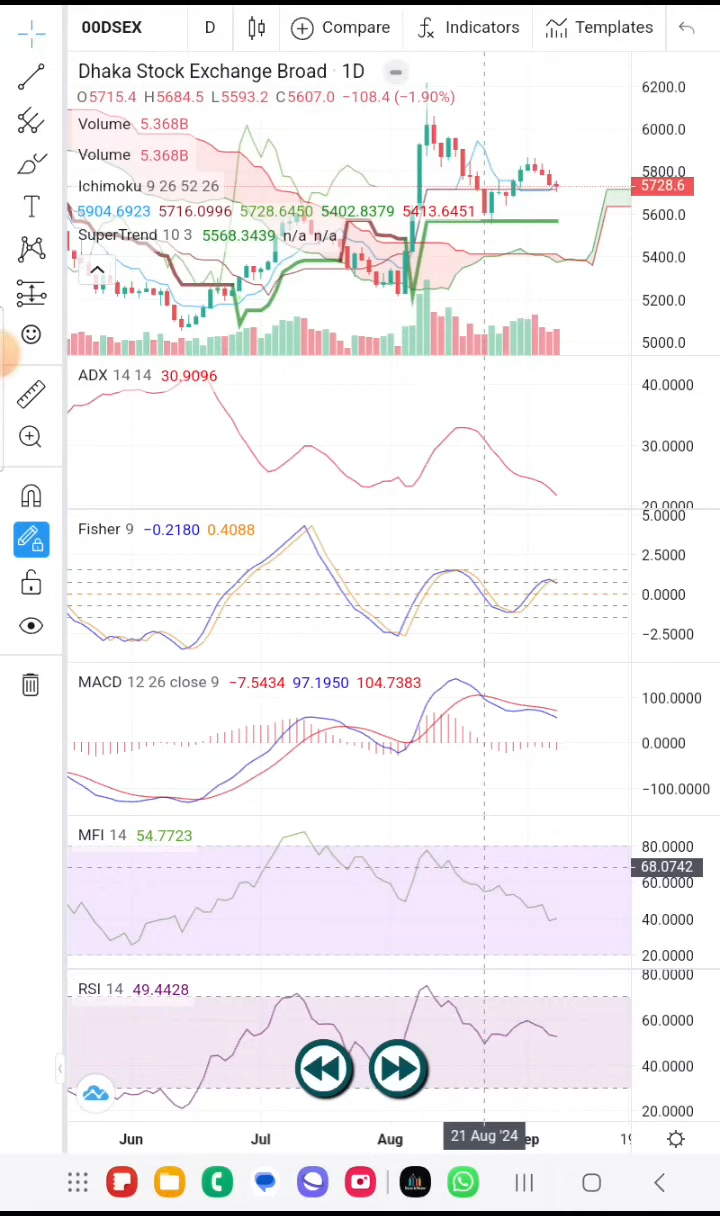 00DSEX D Compare Indicators Templates
Dhaka Stock Exchange Broad · 1D
O5715.4 H5684.5 L5593.2 C5607.0 −108.4 (−1.90%)
Volume 5.368B
Volume 5.368B
Ichimoku 9 26 52 26
5904.6923 5716.0996 5728.6450 5402.8379 5413.6451
SuperTrend 10 3 5568.3439 n/a n/a
6200.0
6000.0
5800.0
5728.6
5600.0
5400.0
5200.0
5000.0
ADX 14 14 30.9096
40.0000
30.0000
20.0000
Fisher 9 −0.2180 0.4088
5.0000
2.5000
0.0000
−2.5000
MACD 12 26 close 9 −7.5434 97.1950 104.7383
100.0000
0.0000
−100.0000
MFI 14 54.7723
80.0000
68.0742
60.0000
40.0000
20.0000
RSI 14 49.4428
80.0000
60.0000
40.0000
20.0000
Jun Jul Aug 21 Aug '24 ep 19